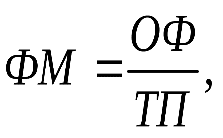 ФМ = ОФ / ТП,